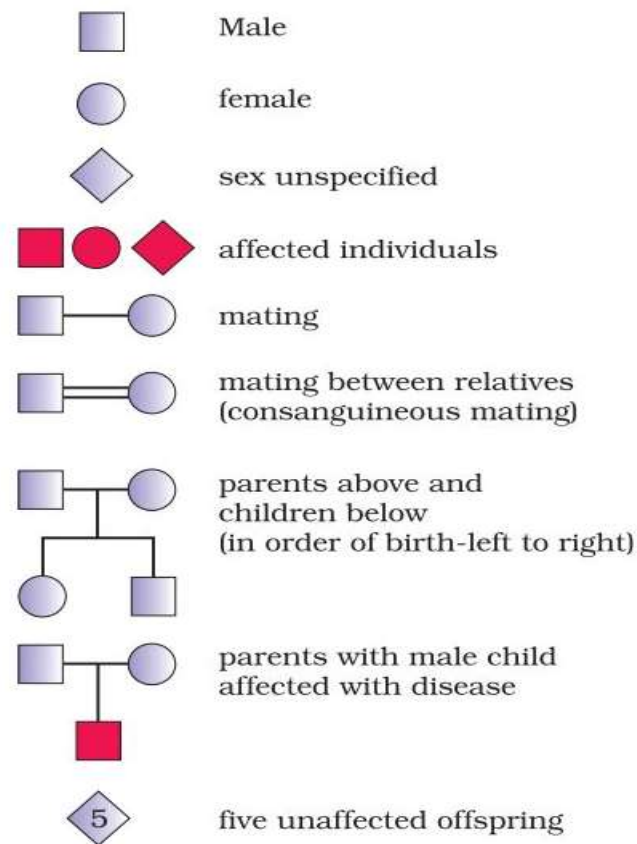 Male
female
sex unspecified
affected individuals
mating
mating between relatives
(consanguineous mating)
parents above and
children below
(in order of birth-left to right)
parents with male child
affected with disease
5 five unaffected offspring